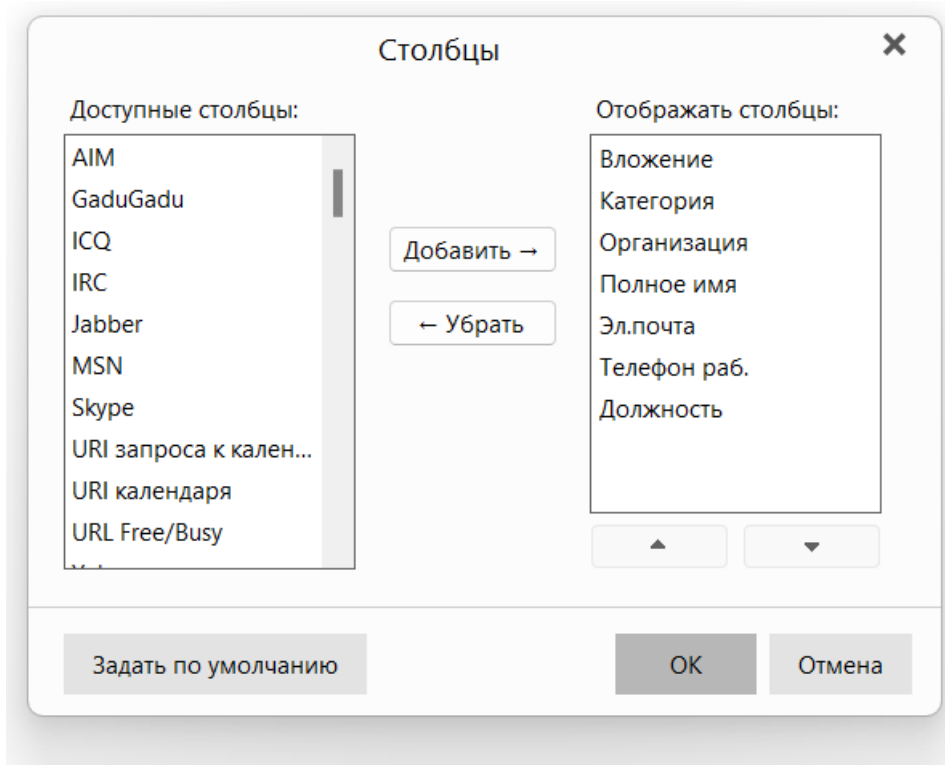 Столбцы
Доступные столбцы:
AIM
GaduGadu
ICQ
IRC
Jabber
MSN
Skype
URI запроса к кален...
URI календаря
URL Free/Busy
Добавить →
← Убрать
Отображать столбцы:
Вложение
Категория
Организация
Полное имя
Эл.почта
Телефон раб.
Должность
Задать по умолчанию
ОК
Отмена